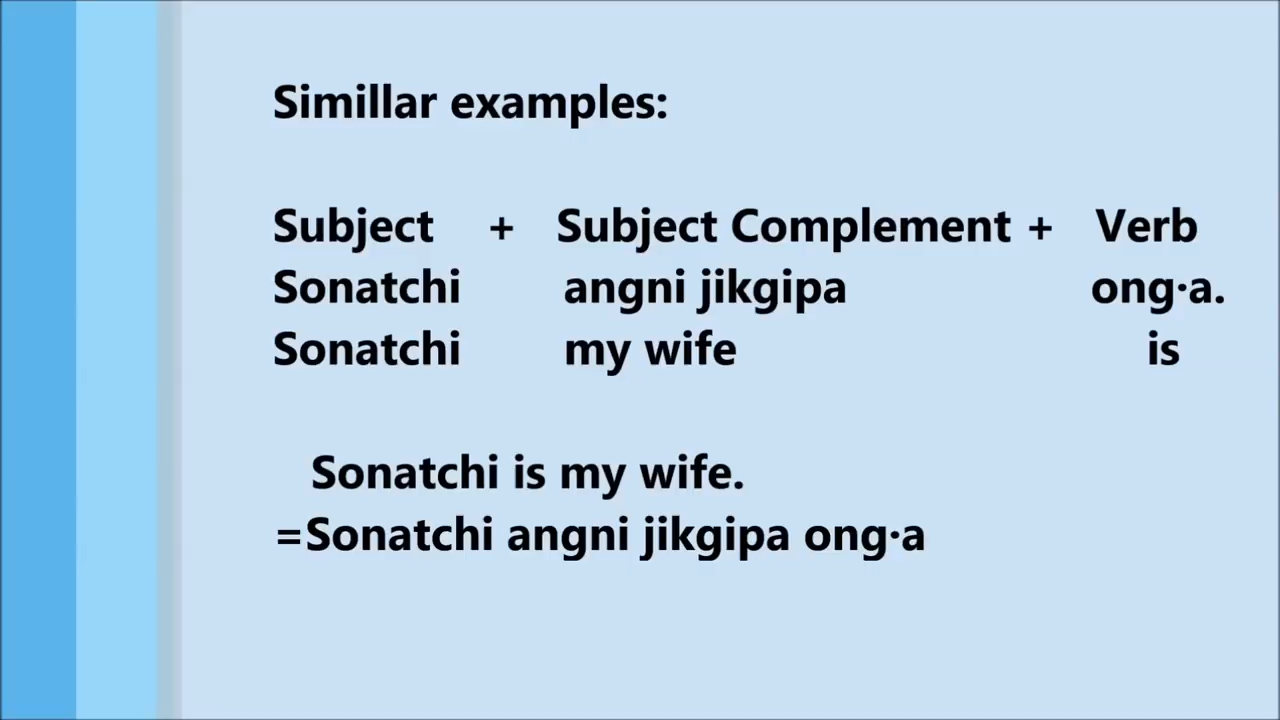 Simillar examples:
Subject + Subject Complement + Verb
Sonatchi angni jikgipa ong·a.
Sonatchi my wife is
Sonatchi is my wife.
=Sonatchi angni jikgipa ong·a